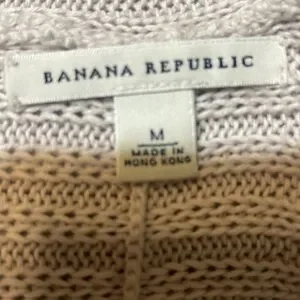 BANANA REPUBLIC
M
MADE IN
HONG KONG